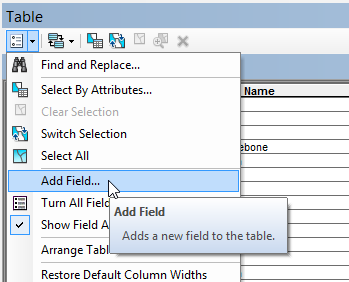 Table
Find and Replace...
Name
Select By Attributes...
Clear Selection
Switch Selection
ebone
Select All
Add Field...
Turn All Field
Add Field
Show Field A
Adds a new field to the table.
Arrange Table
Restore Default Column Widths